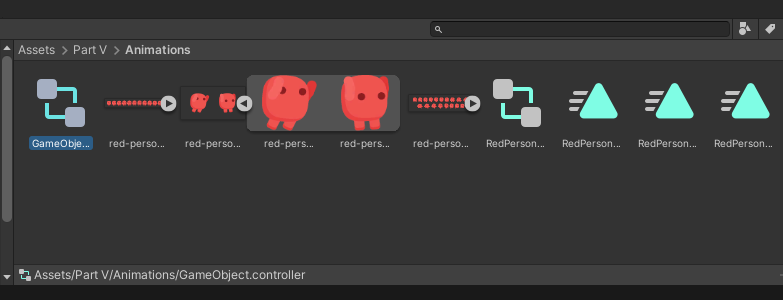 Assets > Part V > Animations
GameObje...
red-perso...
red-perso...
red-pers...
red-pers...
red-perso...
RedPerson...
RedPerson...
RedPerson...
RedPerson...
Assets/Part V/Animations/GameObject.controller